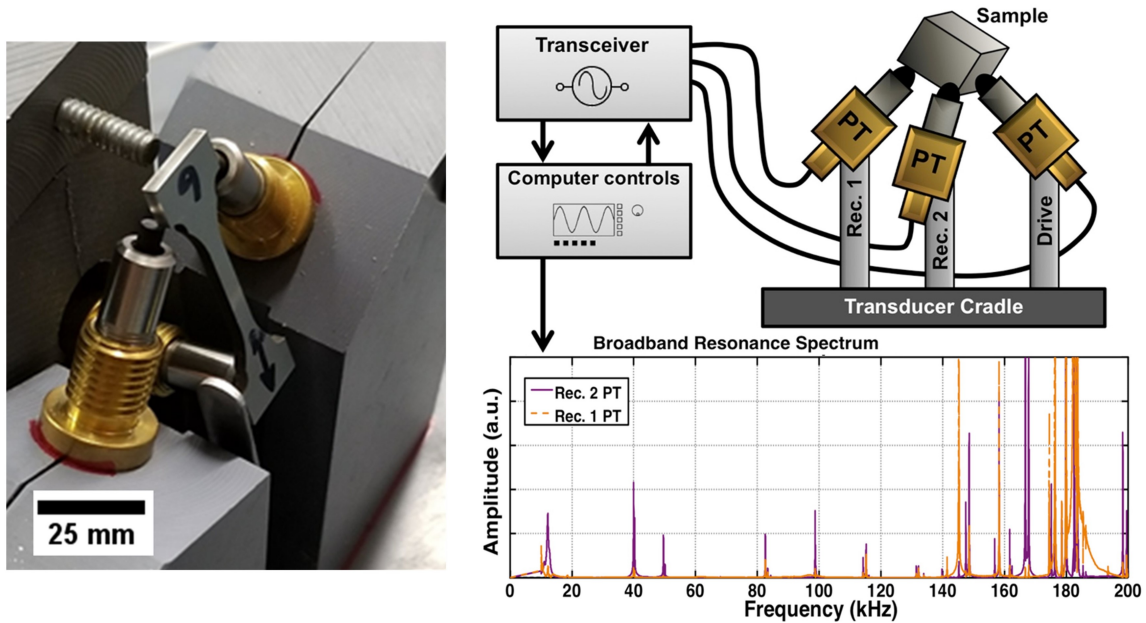 9
25 mm
Transceiver
Computer controls
Sample
PT
PT
PT
Rec. 1
Rec. 2
Drive
Transducer Cradle
Broadband Resonance Spectrum
Amplitude (a.u.)
Rec. 2 PT
Rec. 1 PT
0 20 40 60 80 100 120 140 160 180 200
Frequency (kHz)